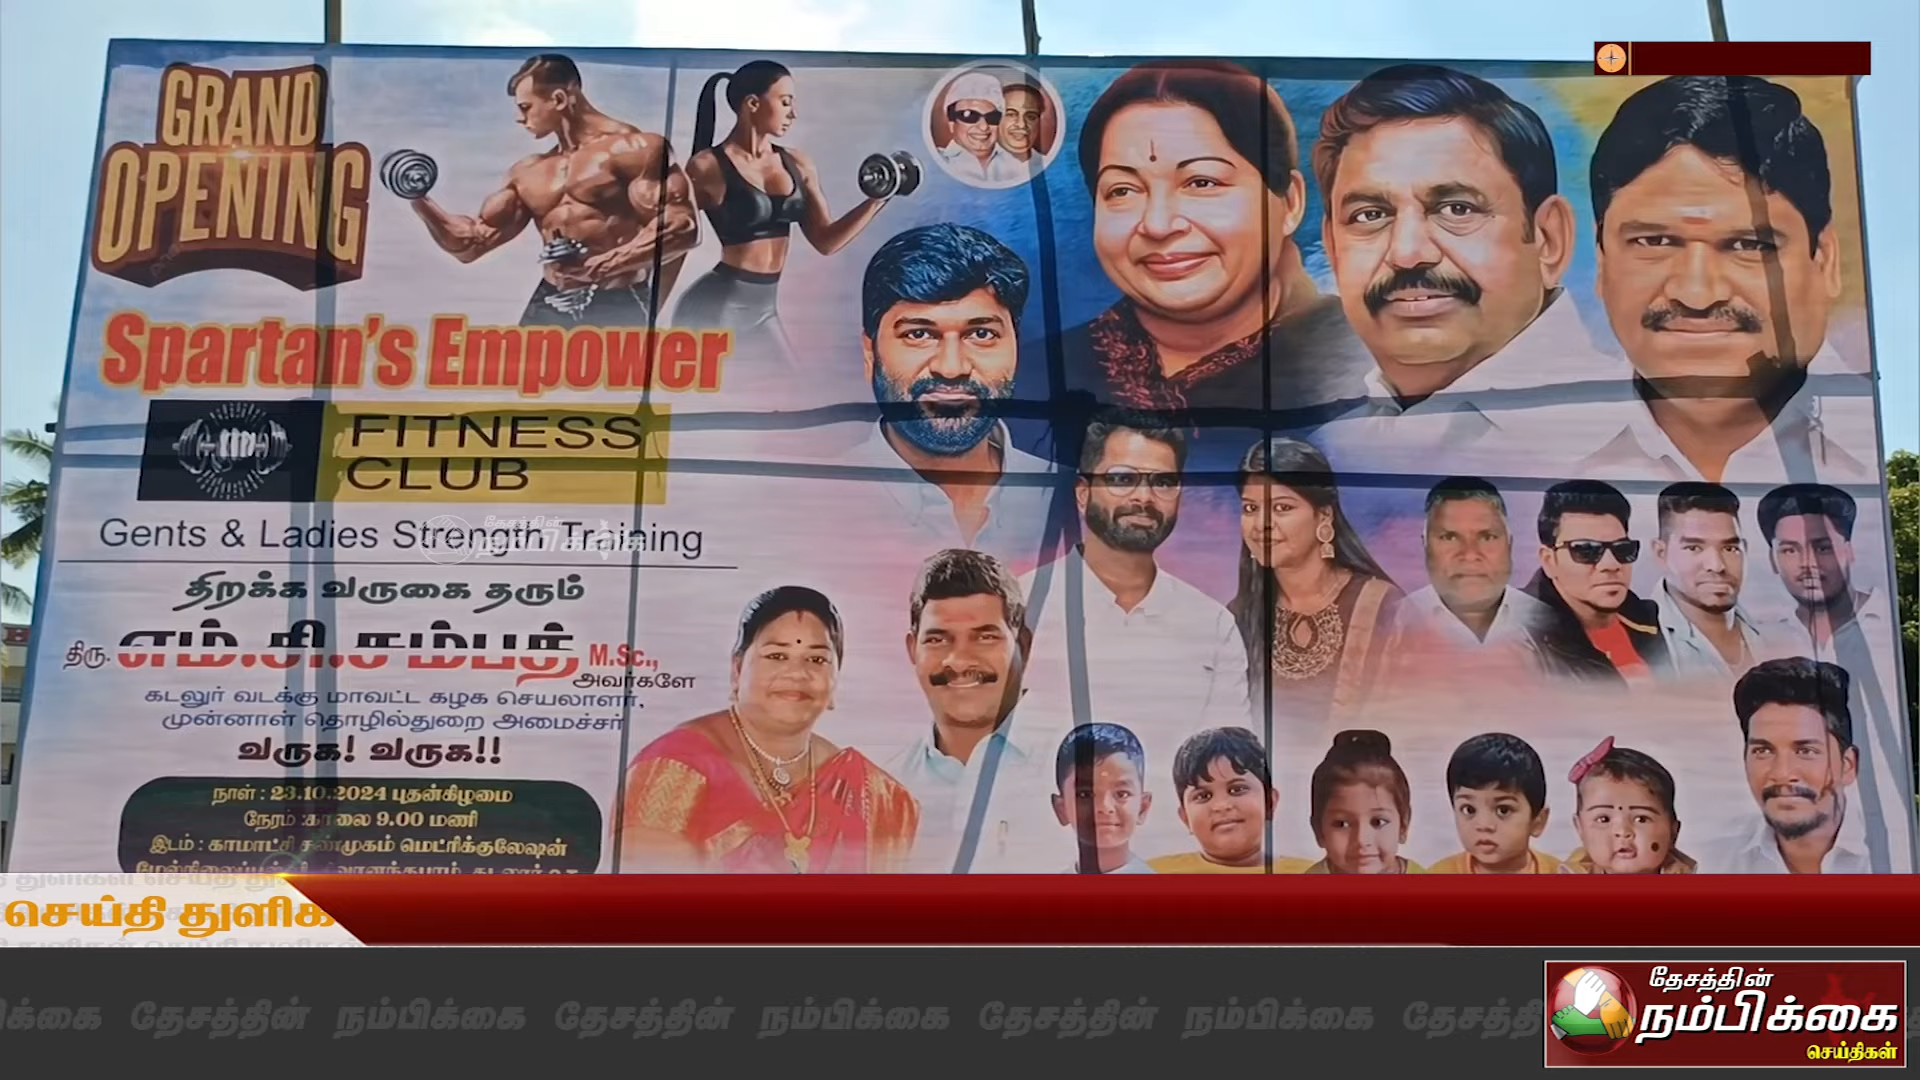 GRAND
OPENING
Spartan's Empower
FITNESS
CLUB
Gents & Ladies Strength Training
திறக்க வருகை தரும்
திரு. எம்.சி.சம்பத் M.Sc.,
அவர்களே
கடலூர் வடக்கு மாவட்ட கழக செயலாளர்,
முன்னாள் தொழில்துறை அமைச்சர்
வருக! வருக!!
நாள் : 23.10.2024 புதன்கிழமை
நேரம் :காலை 9.00 மணி
இடம் : காமாட்சி சண்முகம் மெட்ரிக்குலேஷன்
தேசத்தின்
நம்பிக்கை
செய்தி துளிக
தேசத்தின் நம்பிக்கை தேசத்தின் நம்பிக்கை தேசத்தின் நம்பிக்கை
தேசத்தின்
நம்பிக்கை
செய்திகள்